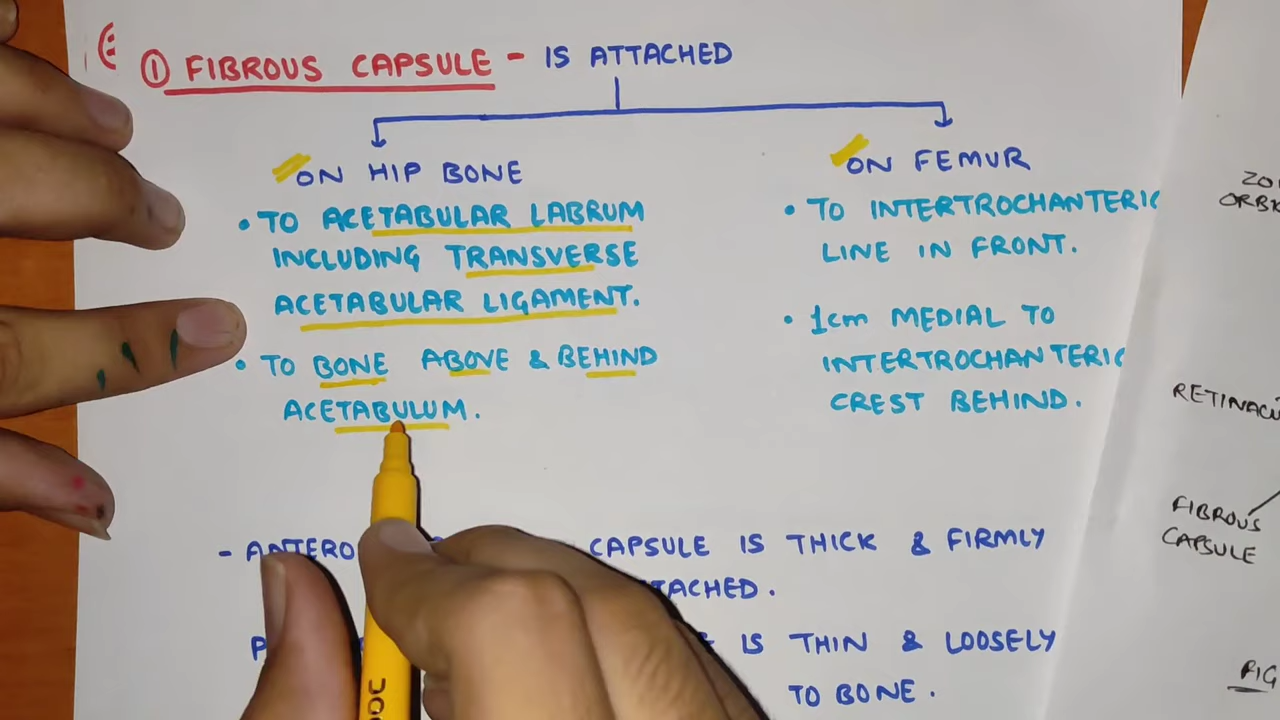 ① FIBROUS CAPSULE - IS ATTACHED
ON HIP BONE
• TO ACETABULAR LABRUM
INCLUDING TRANSVERSE
ACETABULAR LIGAMENT.
• TO BONE ABOVE & BEHIND
ACETABULUM.
ON FEMUR
• TO INTERTROCHANTERIC
LINE IN FRONT.
• 1cm MEDIAL TO
INTERTROCHANTERIC
CREST BEHIND.
- CAPSULE IS THICK & FIRMLY
IS THIN & LOOSELY
TO BONE.
FIBROUS
CAPSULE
FIG